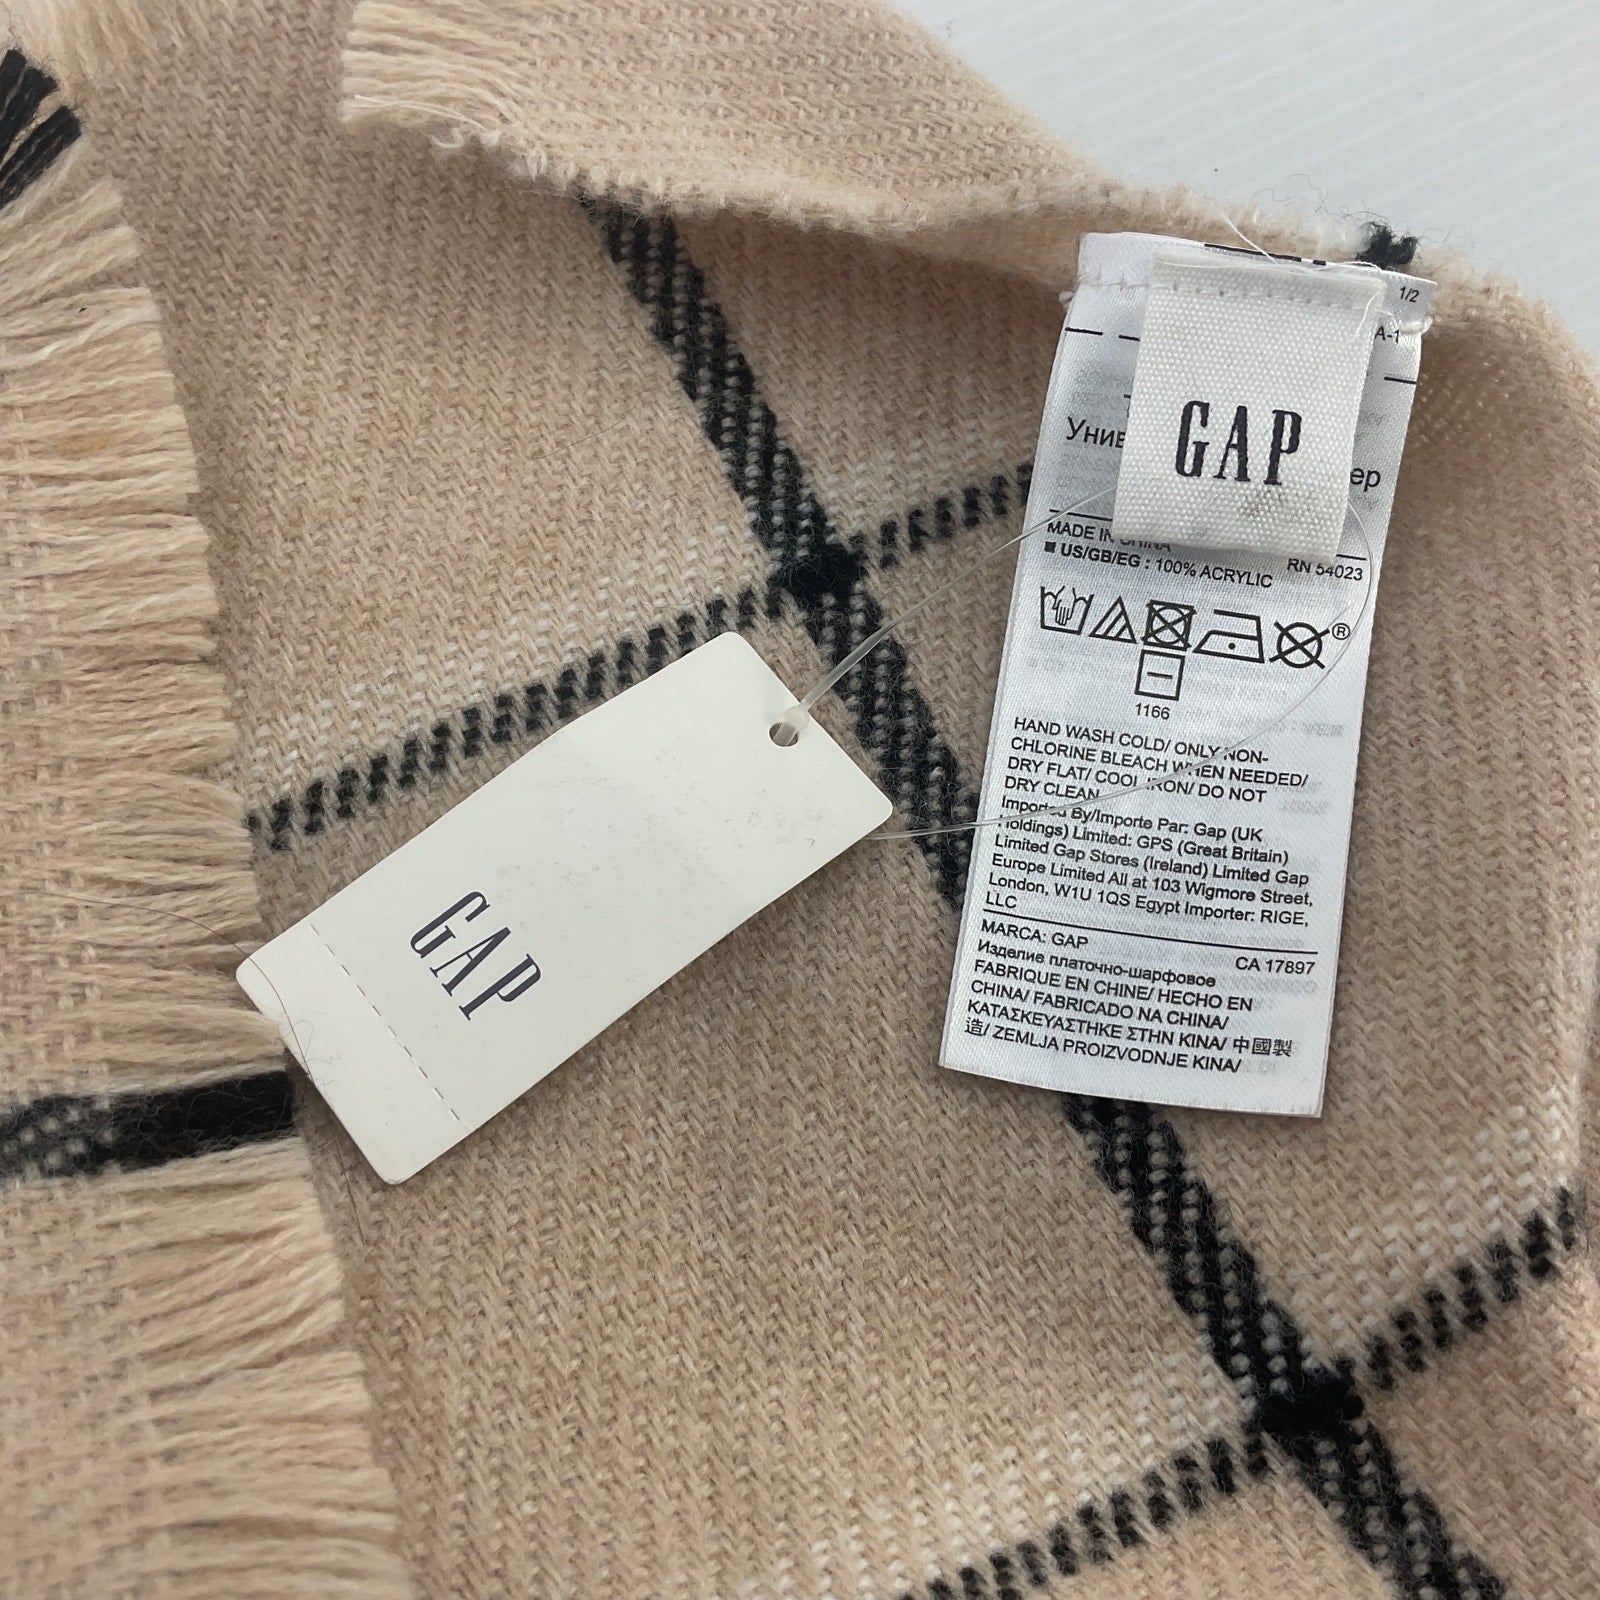 1/2
A-1
GAP
MADE IN CHINA
RN 54023
US/GB/EG : 100% ACRYLIC
®
1166
HAND WASH COLD/ ONLY NON-
CHLORINE BLEACH WHEN NEEDED/
DRY FLAT/ COOL IRON/ DO NOT
DRY CLEAN
Imported By/Importe Par: Gap (UK
Holdings) Limited: GPS (Great Britain)
Limited Gap Stores (Ireland) Limited Gap
Europe Limited All at 103 Wigmore Street,
London, W1U 1QS Egypt Importer: RIGE,
LLC
MARCA: GAP
CA 17897
Изделие платочно-шарфовое
FABRIQUE EN CHINE/ HECHO EN
CHINA/ FABRICADO NA CHINA/
ΚΑΤΑΣΚΕΥΑΣΤΗΚΕ ΣΤΗΝ ΚΙΝΑ/ 中國製
造/ ZEMLJA PROIZVODNJE KINA/
GAP